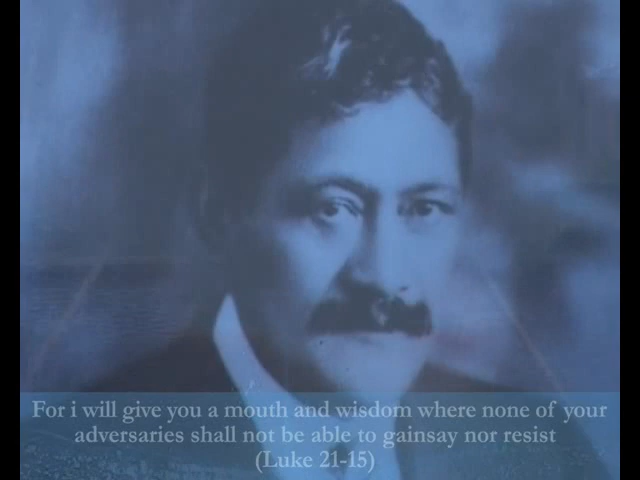 For i will give you a mouth and wisdom where none of your
adversaries shall not be able to gainsay nor resist
(Luke 21-15)